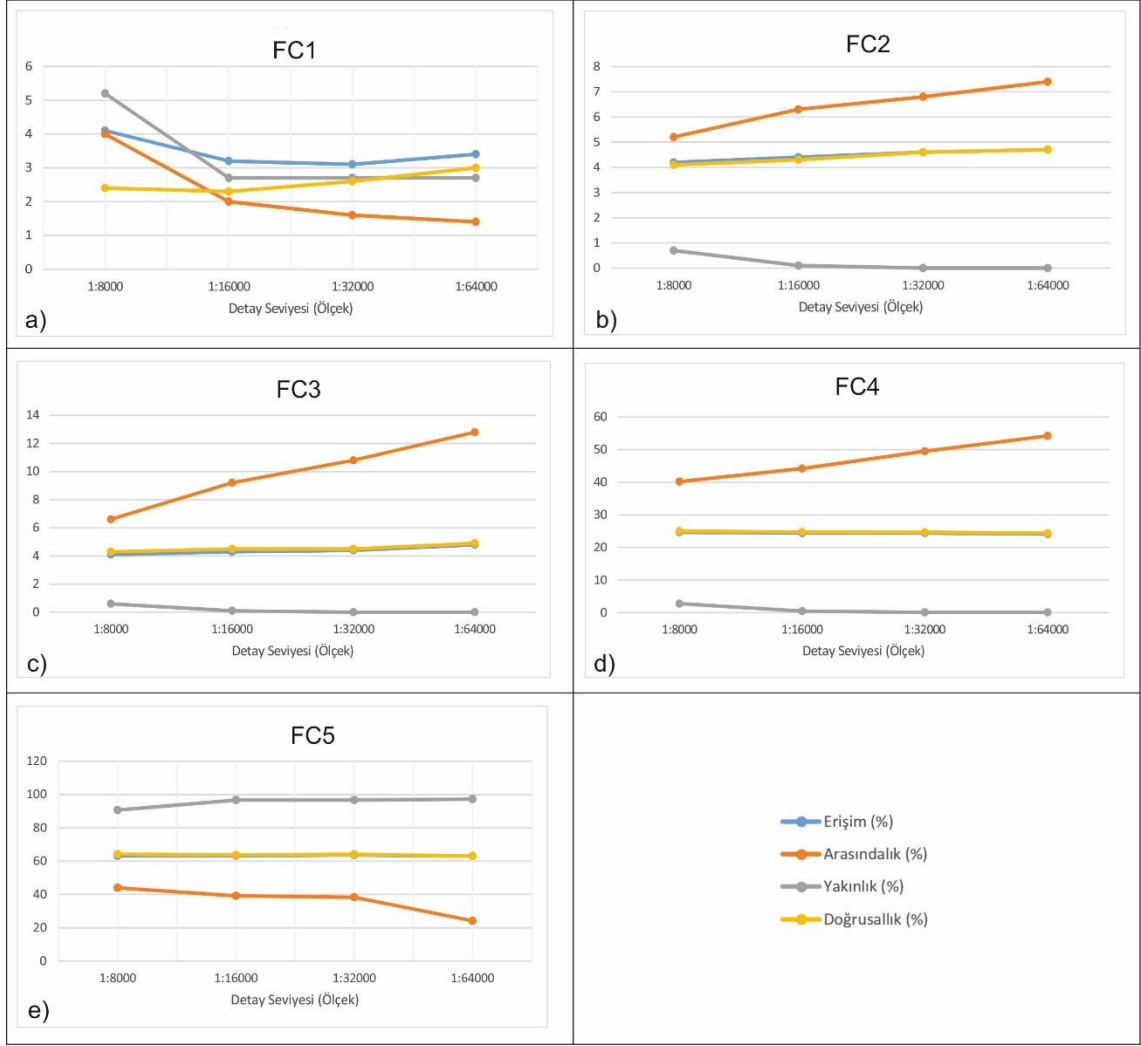 FC1
6
5
4
3
2
1
0
1:8000 1:16000 1:32000 1:64000
Detay Seviyesi (Ölçek)
a)
FC2
8
7
6
5
4
3
2
1
0
1:8000 1:16000 1:32000 1:64000
Detay Seviyesi (Ölçek)
b)
FC3
14
12
10
8
6
4
2
0
1:8000 1:16000 1:32000 1:64000
Detay Seviyesi (Ölçek)
c)
FC4
60
50
40
30
20
10
0
1:8000 1:16000 1:32000 1:64000
Detay Seviyesi (Ölçek)
d)
FC5
120
100
80
60
40
20
0
1:8000 1:16000 1:32000 1:64000
Detay Seviyesi (Ölçek)
e)
Erişim (%)
Arasındalık (%)
Yakınlık (%)
Doğrusallık (%)